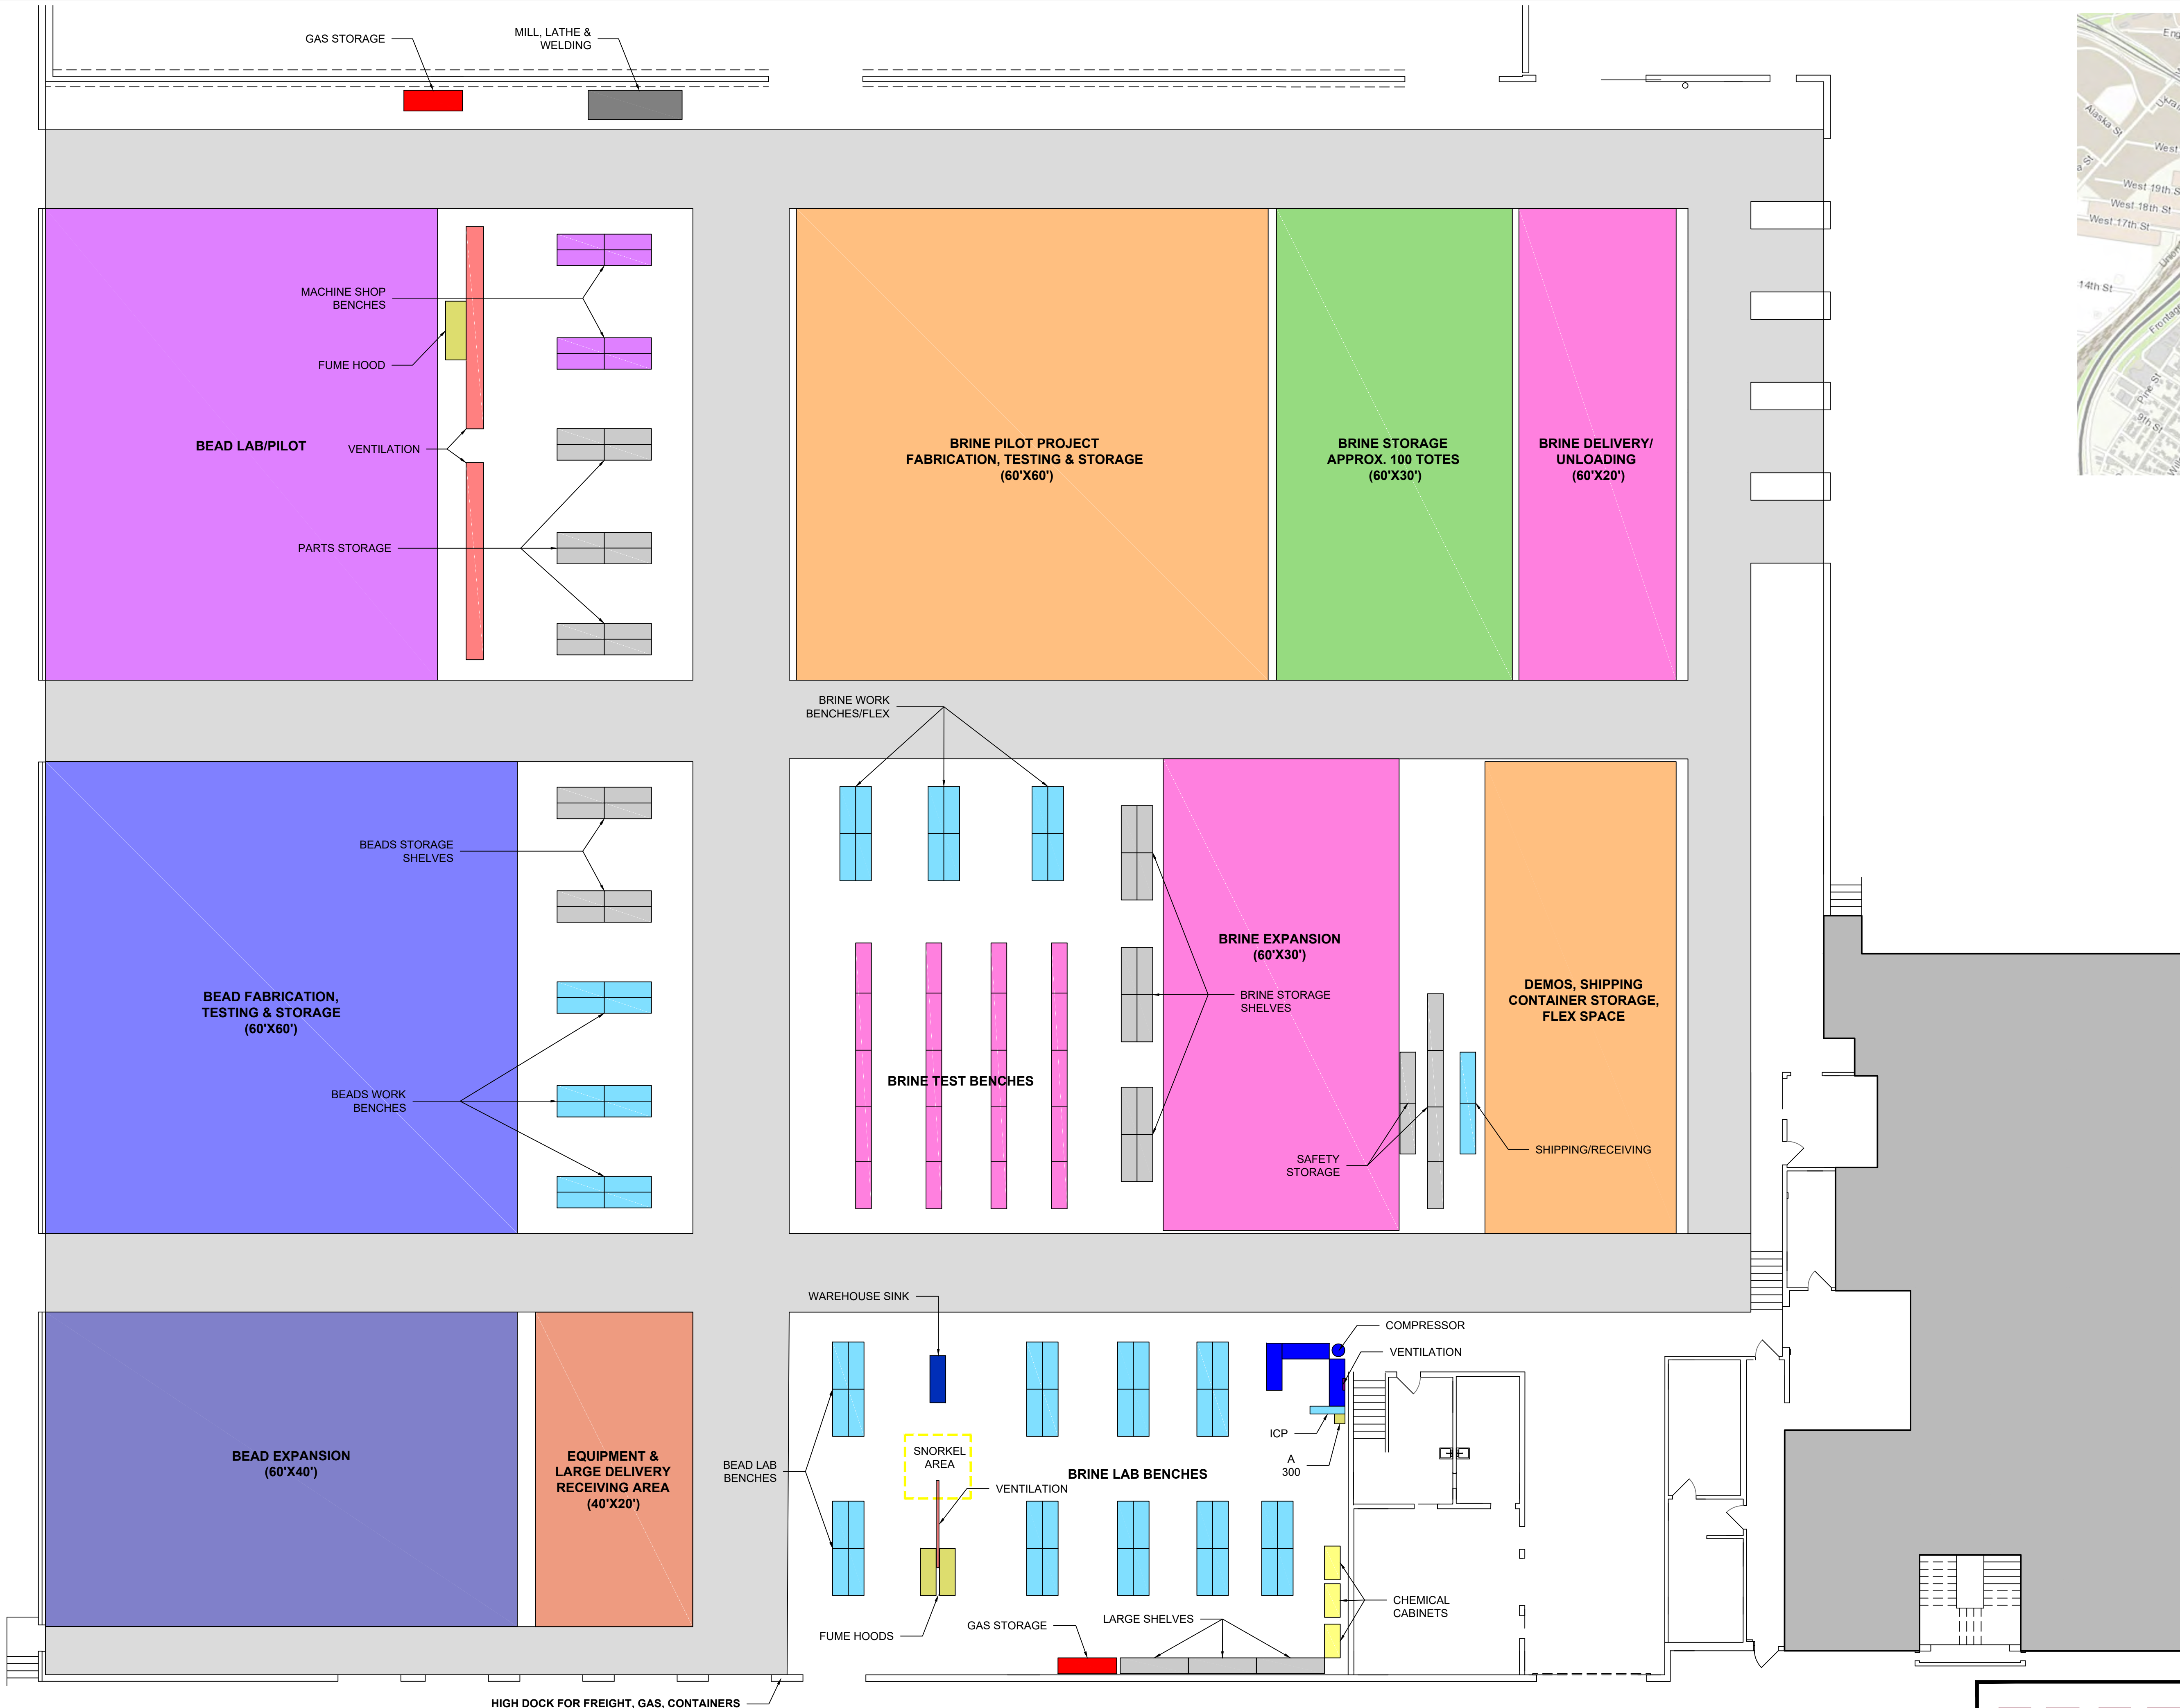 GAS STORAGE
MILL, LATHE &
WELDING
Alaska St
West
West 19th S
West 18th St
West 17th St
14th St
Frontage
Pine St
9th St
MACHINE SHOP
BENCHES
FUME HOOD
BEAD LAB/PILOT
VENTILATION
PARTS STORAGE
BRINE PILOT PROJECT
FABRICATION, TESTING & STORAGE
(60'X60')
BRINE STORAGE
APPROX. 100 TOTES
(60'X30')
BRINE DELIVERY/
UNLOADING
(60'X20')
BRINE WORK
BENCHES/FLEX
BEADS STORAGE
SHELVES
BEAD FABRICATION,
TESTING & STORAGE
(60'X60')
BEADS WORK
BENCHES
BRINE TEST BENCHES
BRINE EXPANSION
(60'X30')
BRINE STORAGE
SHELVES
SAFETY
STORAGE
DEMOS, SHIPPING
CONTAINER STORAGE,
FLEX SPACE
SHIPPING/RECEIVING
WAREHOUSE SINK
COMPRESSOR
VENTILATION
ICP
A
300
BEAD EXPANSION
(60'X40')
EQUIPMENT &
LARGE DELIVERY
RECEIVING AREA
(40'X20')
BEAD LAB
BENCHES
SNORKEL
AREA
BRINE LAB BENCHES
VENTILATION
FUME HOODS
GAS STORAGE
LARGE SHELVES
CHEMICAL
CABINETS
HIGH DOCK FOR FREIGHT, GAS, CONTAINERS